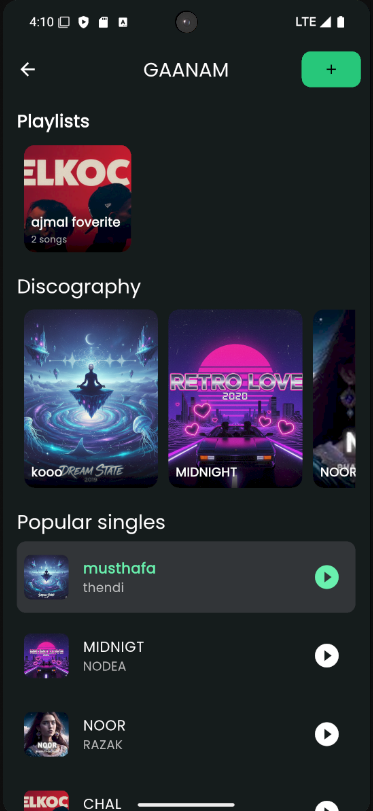 4:10
LTE
GAANAM
+
Playlists
ELKOC
ajmal foverite
2 songs
Discography
kooo
DREAM STATE
RETRO LOVE
2020
MIDNIGHT
NOOR
Popular singles
musthafa
thendi
MIDNIGT
NODEA
NOOR
NOOR
RAZAK
ELKOC
CHAL